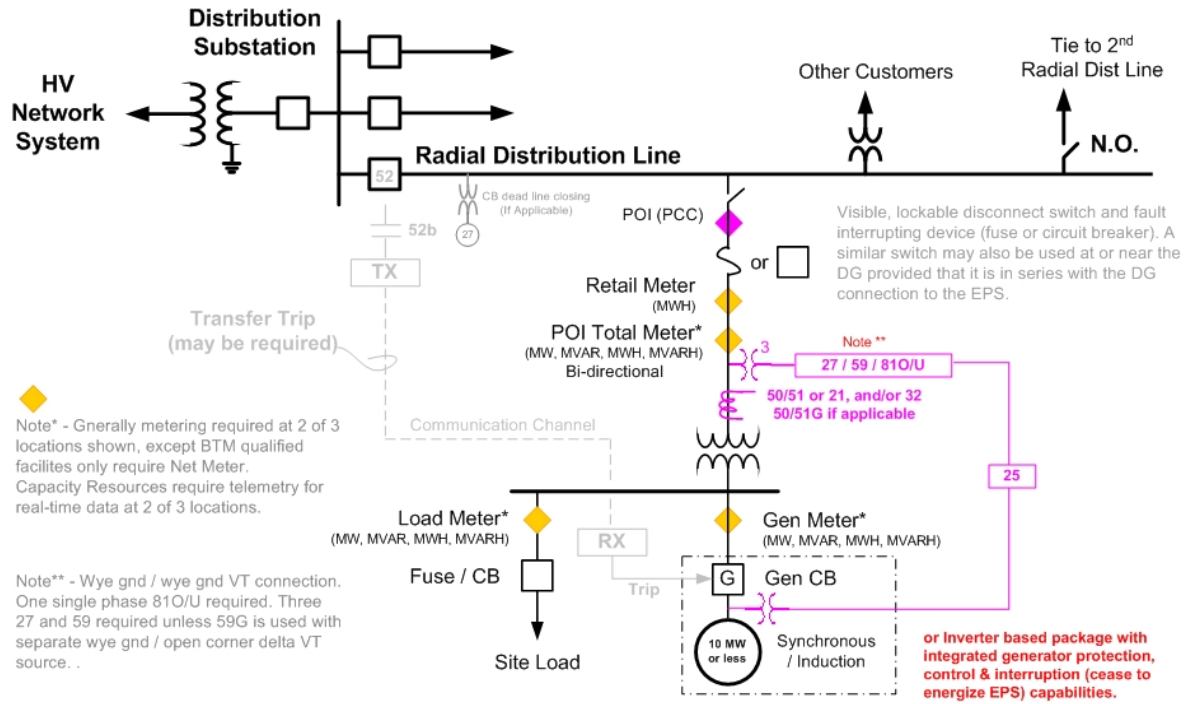 Distribution
Substation
HV
Network
System
Other Customers
Tie to 2nd
Radial Dist Line
N.O.
Radial Distribution Line
52
CB dead line closing
(If Applicable)
27
52b
TX
POI (PCC)
or
Visible, lockable disconnect switch and fault
interrupting device (fuse or circuit breaker). A
similar switch may also be used at or near the
DG provided that it is in series with the DG
connection to the EPS.
Retail Meter
(MWH)
Transfer Trip
(may be required)
POI Total Meter*
(MW, MVAR, MWH, MVARH)
Bi-directional
3
Note **
27 / 59 / 81O/U
50/51 or 21, and/or 32
50/51G if applicable
Communication Channel
Note* - Gnerally metering required at 2 of 3
locations shown, except BTM qualified
facilites only require Net Meter.
Capacity Resources require telemetry for
real-time data at 2 of 3 locations.
25
Load Meter*
(MW, MVAR, MWH, MVARH)
RX
Gen Meter*
(MW, MVAR, MWH, MVARH)
Fuse / CB
Trip
G
Gen CB
Note** - Wye gnd / wye gnd VT connection.
One single phase 81O/U required. Three
27 and 59 required unless 59G is used with
separate wye gnd / open corner delta VT
source. .
Site Load
10 MW
or less
Synchronous
/ Induction
or Inverter based package with
integrated generator protection,
control & interruption (cease to
energize EPS) capabilities.